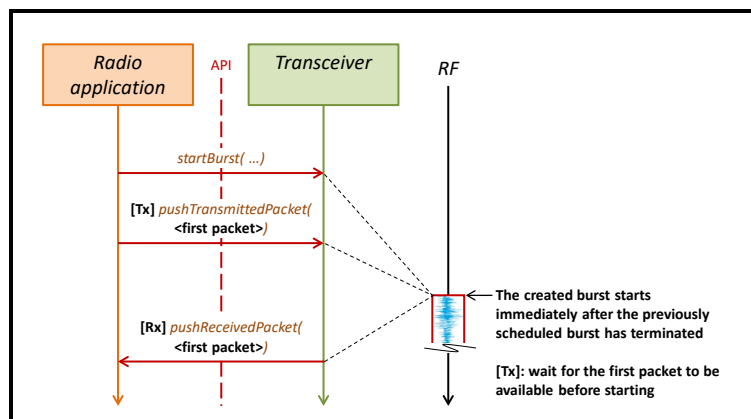 Radio
application
API
Transceiver
RF
startBurst( …)
[Tx] pushTransmittedPacket(
<first packet>)
The created burst starts
immediately after the previously
scheduled burst has terminated
[Rx] pushReceivedPacket(
<first packet>)
[Tx]: wait for the first packet to be
available before starting